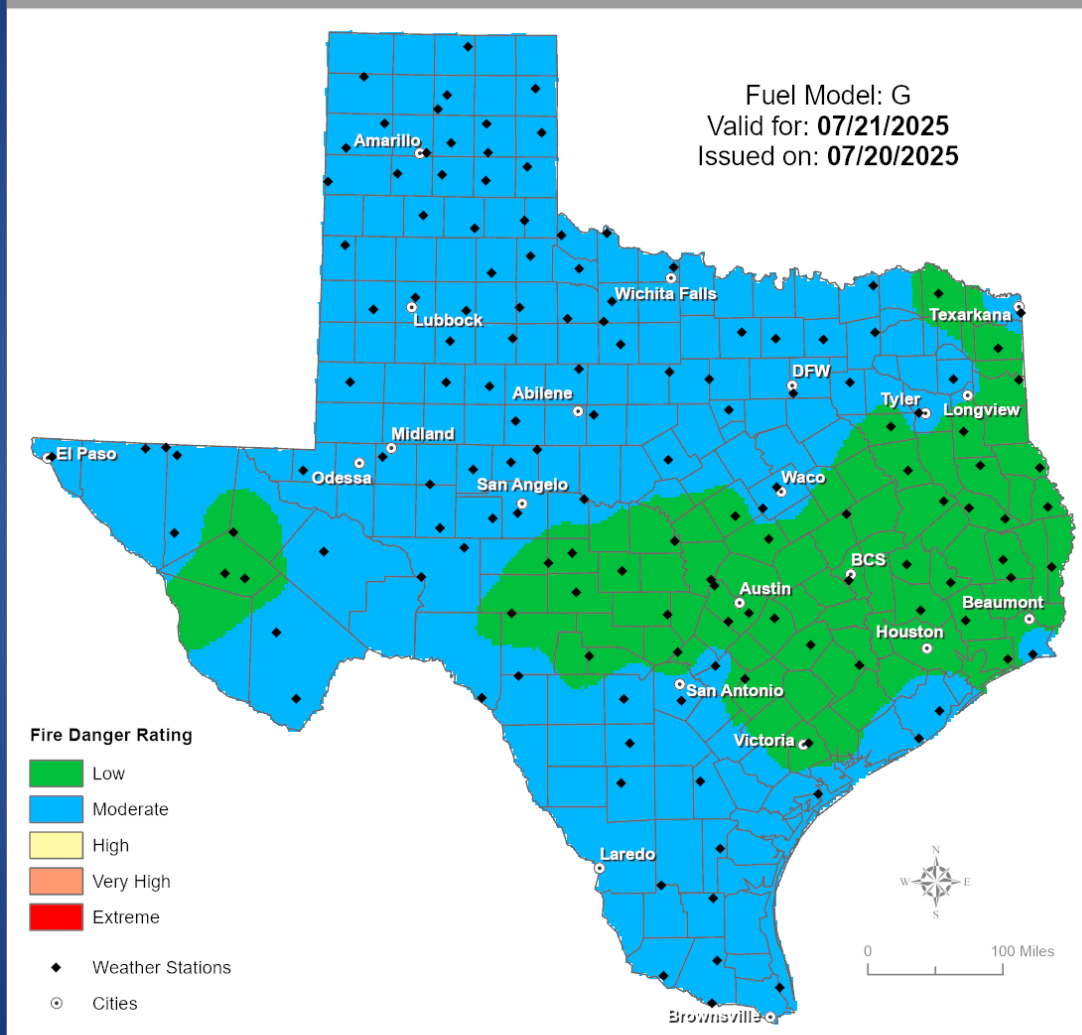 Fuel Model: G
Valid for: 07/21/2025
Issued on: 07/20/2025
Amarillo
Wichita Falls
Texarkana
Lubbock
DFW
Abilene
Tyler
Longview
Midland
El Paso
Odessa
San Angelo
Waco
BCS
Austin
Beaumont
Houston
San Antonio
Victoria
Laredo
Brownsville
Fire Danger Rating
Low
Moderate
High
Very High
Extreme
Weather Stations
Cities
N
W E
S
0 100 Miles